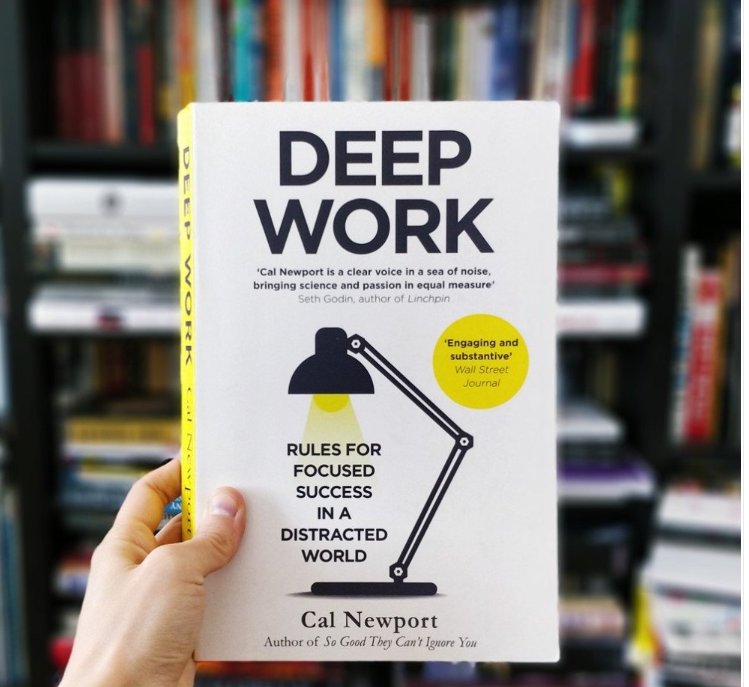 DEEP
WORK
‘Cal Newport is a clear voice in a sea of noise,
bringing science and passion in equal measure’
Seth Godin, author of Linchpin
‘Engaging and
substantive’
Wall Street
Journal
RULES FOR
FOCUSED
SUCCESS
IN A
DISTRACTED
WORLD
Cal Newport
Author of So Good They Can't Ignore You
DEEP WORK Cal Newport